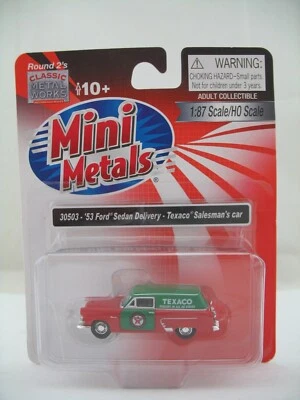 Round 2's
CLASSIC
METAL
WORKS
AGE 10+
WARNING:
CHOKING HAZARD-Small parts
Not for children under 3 years.
ADULT COLLECTIBLE
1:87 Scale/HO Scale
Mini
Metals®
30503 - '53 Ford® Sedan Delivery - Texaco® Salesman's car
TEXACO